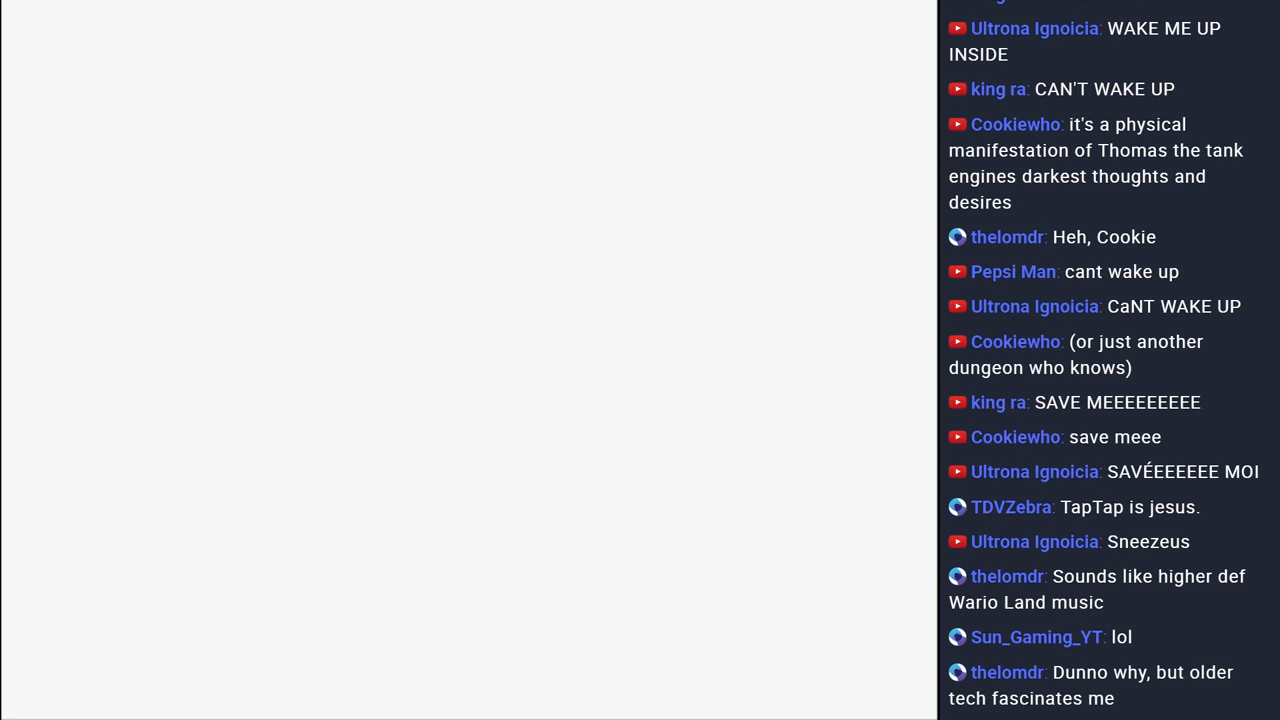 Ultrona Ignoicia: WAKE ME UP
INSIDE
king ra: CAN'T WAKE UP
Cookiewho: it's a physical
manifestation of Thomas the tank
engines darkest thoughts and
desires
thelomdr: Heh, Cookie
Pepsi Man: cant wake up
Ultrona Ignoicia: CaNT WAKE UP
Cookiewho: (or just another
dungeon who knows)
king ra: SAVE MEEEEEEEEE
Cookiewho: save meee
Ultrona Ignoicia: SAVÉEEEEEE MOI
TDVZebra: TapTap is jesus.
Ultrona Ignoicia: Sneezeus
thelomdr: Sounds like higher def
Wario Land music
Sun_Gaming_YT: lol
thelomdr: Dunno why, but older
tech fascinates me